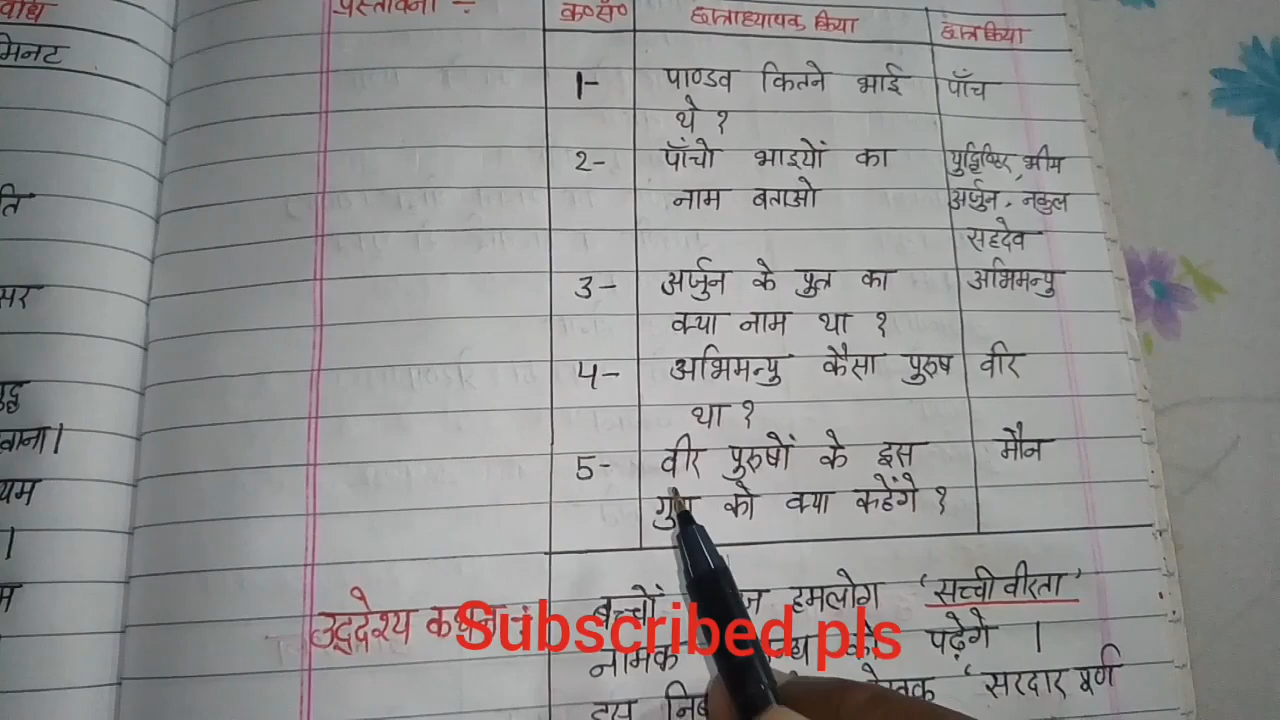 विधि
प्रस्तावना :-
क्र०सं० छात्राध्यापक क्रिया छात्र क्रिया
मिनट
1- पाण्डव कितने भाई पाँच
थे ?
2- पाँचो भाइयों का युद्धिष्ठिर, भीम
नाम बताओ अर्जुन, नकुल
सहदेव
3- अर्जुन के पुत्र का अभिमन्यु
क्या नाम था ?
4- अभिमन्यु कैसा पुरुष वीर
था ?
5- वीर पुरुषों के इस मौन
गुण को क्या कहेंगे ?
उद्देश्य कथन :- बच्चों हमलोग 'सच्ची वीरता'
नामक को पढ़ेगे ।
इस 'सरदार पूर्ण
ति
सर
वाना।
यम
।
Subscribed pls